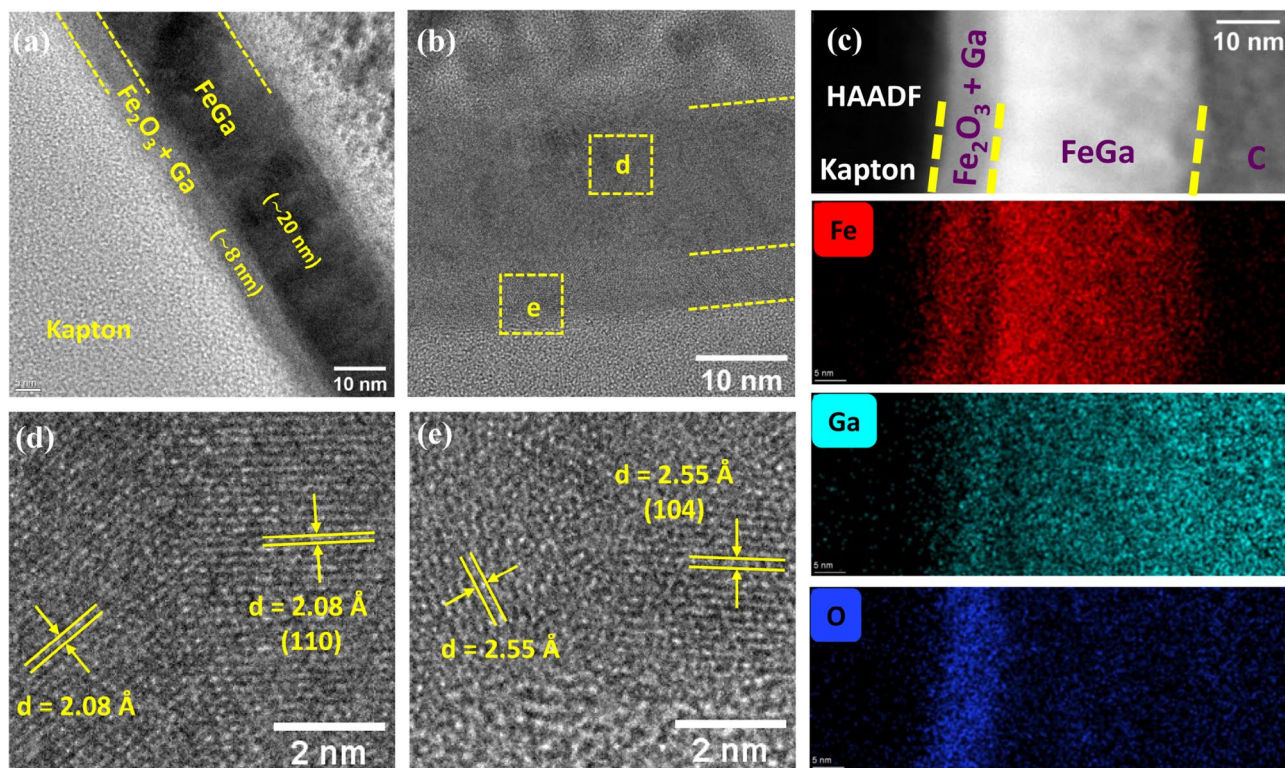 (a)
FeGa
Fe₂O₃ + Ga
(~20 nm)
(~8 nm)
Kapton
5 nm
10 nm
(b)
d
e
10 nm
(c)
10 nm
HAADF
Fe₂O₃ + Ga
Kapton
FeGa
C
Fe
5 nm
Ga
5 nm
O
5 nm
(d)
d = 2.08 Å
(110)
d = 2.08 Å
2 nm
(e)
d = 2.55 Å
(104)
d = 2.55 Å
2 nm